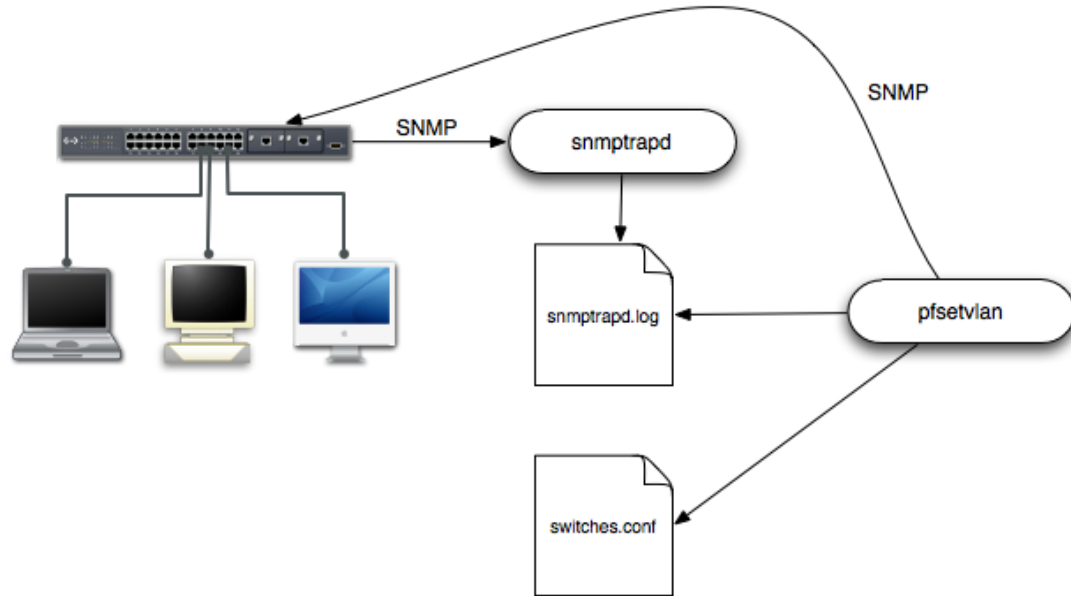 SNMP
SNMP
snmptrapd
snmptrapd.log
pfsetvlan
switches.conf